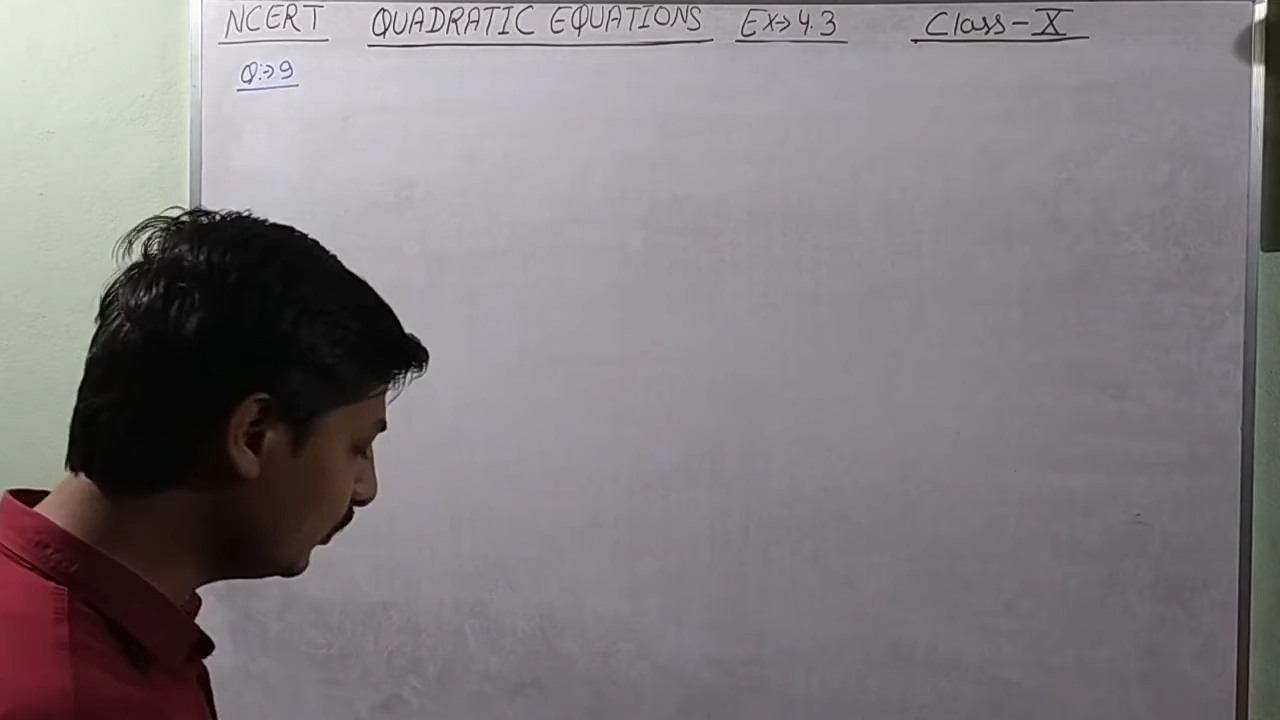 NCERT QUADRATIC EQUATIONS Ex→4.3 Class-X
Q:→9